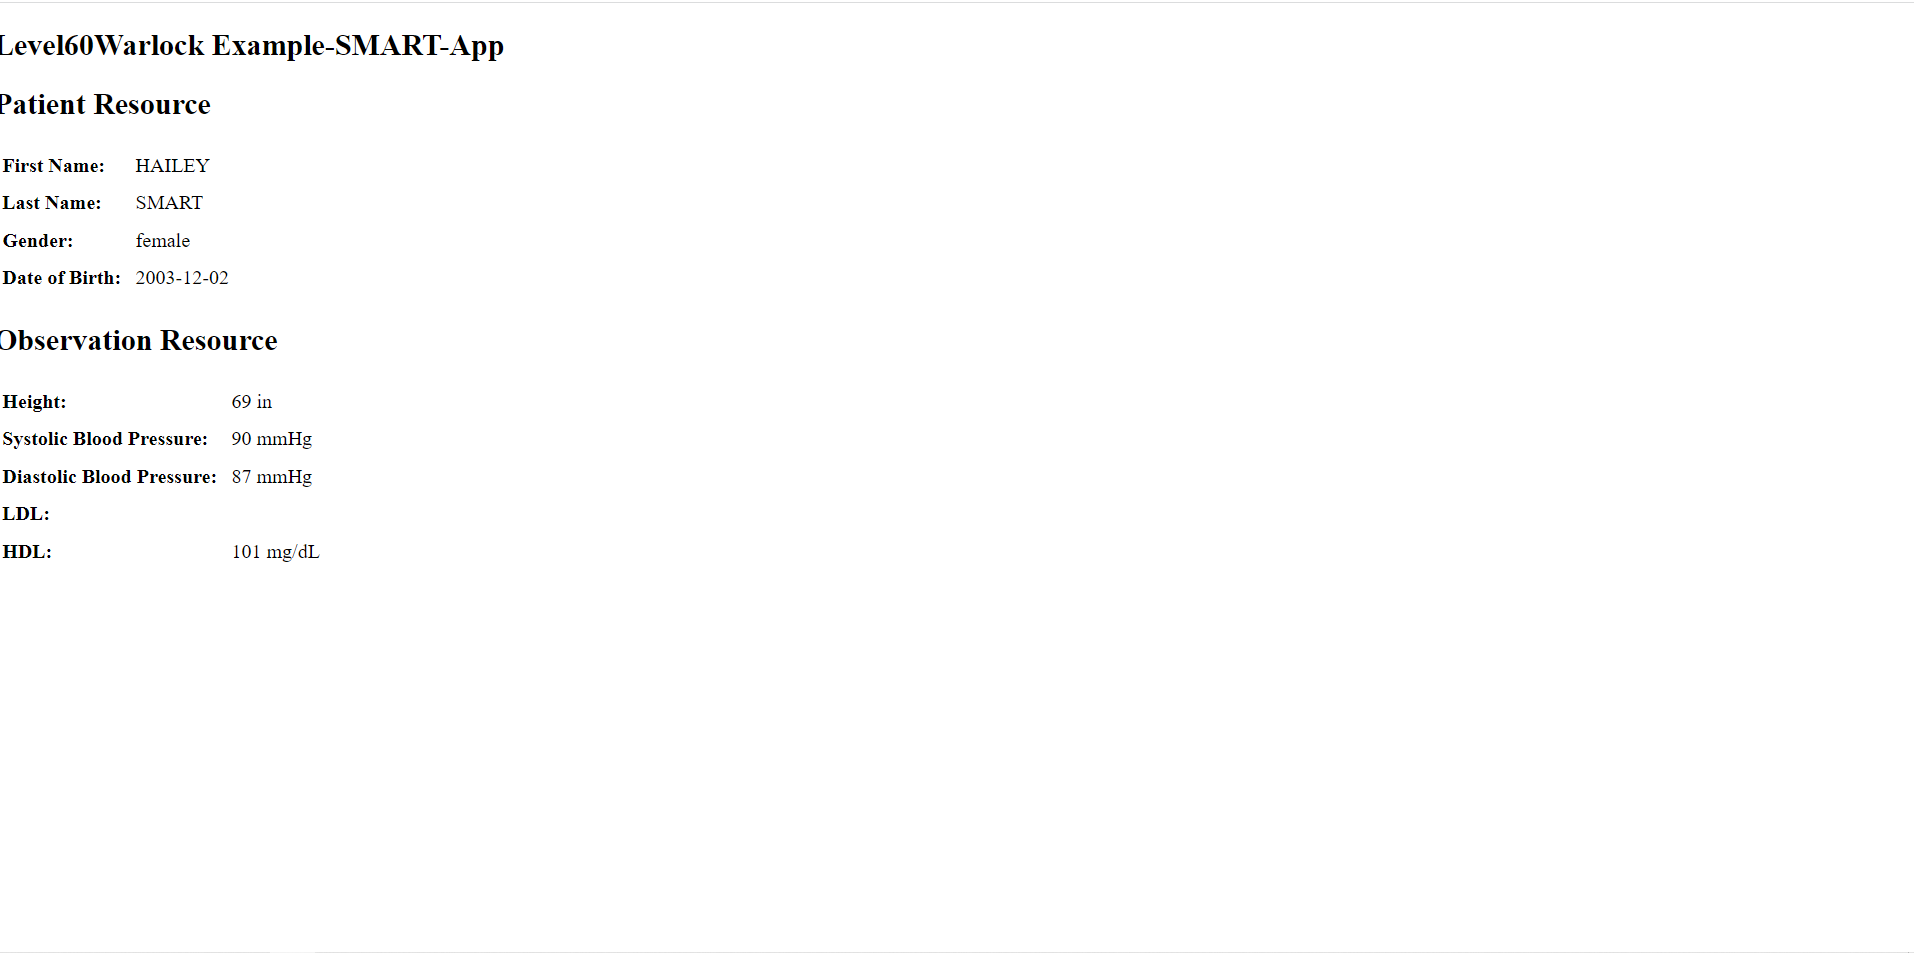 Level60Warlock Example-SMART-App
Patient Resource
First Name: HAILEY
Last Name: SMART
Gender: female
Date of Birth: 2003-12-02
Observation Resource
Height: 69 in
Systolic Blood Pressure: 90 mmHg
Diastolic Blood Pressure: 87 mmHg
LDL:
HDL: 101 mg/dL